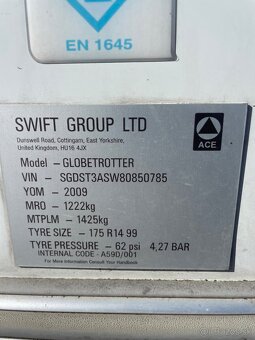 EN 1645
SWIFT GROUP LTD
Dunswell Road, Cottingam, East Yorkshire,
United Kingdom, HU16 4JX
ACE
Model - GLOBETROTTER
VIN - SGDST3ASW80850785
YOM - 2009
MRO - 1222kg
MTPLM - 1425kg
TYRE SIZE - 175 R14 99
TYRE PRESSURE - 62 psi 4,27 BAR
INTERNAL CODE - A59D/001
For More Information Consult Your Handbook